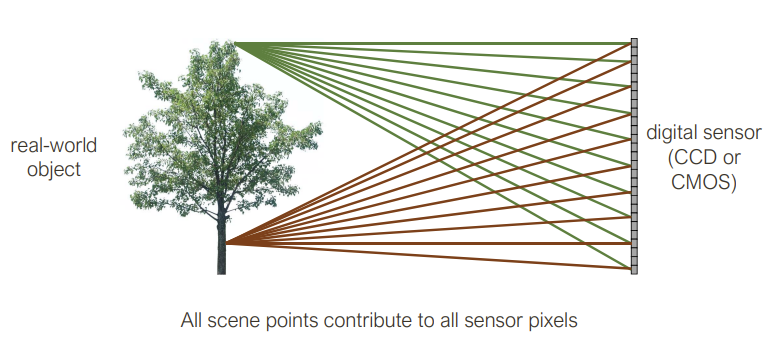 real-world
object
digital sensor
(CCD or
CMOS)
All scene points contribute to all sensor pixels